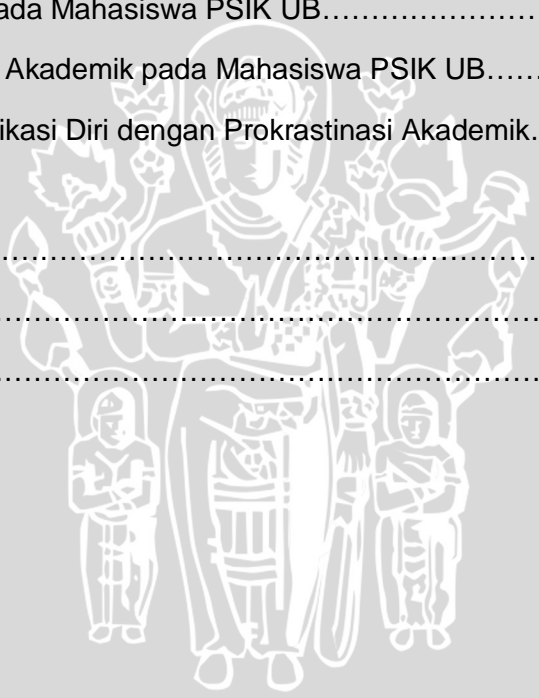 ada Mahasiswa PSIK UB……………………
Akademik pada Mahasiswa PSIK UB……
ikasi Diri dengan Prokrastinasi Akademik.
……………………………………………………
……………………………………………………
……………………………………………………